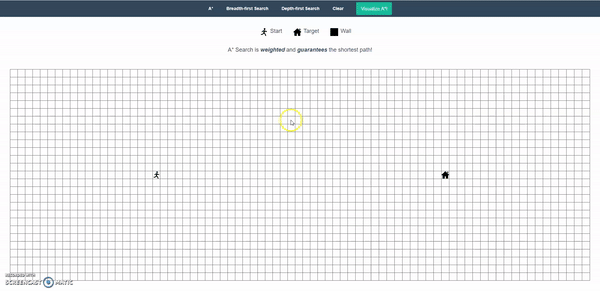 A* Breadth-first Search Depth-first Search Clear Visualize A*!
Start Target Wall
A* Search is weighted and guarantees the shortest path!
RECORDED WITH
SCREENCAST MATIC